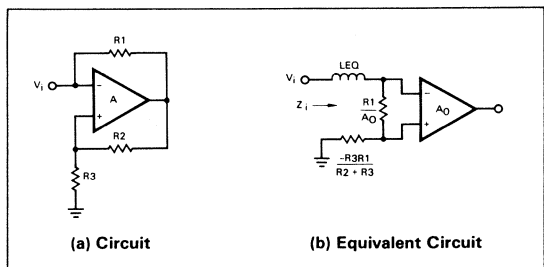 R1
Vi
−
A
+
R2
R3
(a) Circuit
LEQ
Vi
Zi
R1
AO
−
AO
+
-R3R1
R2 + R3
(b) Equivalent Circuit